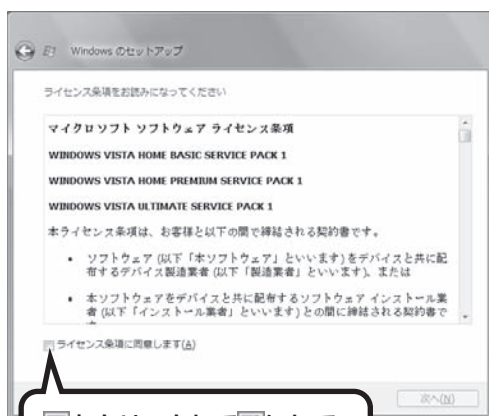 Windows のセットアップ
ライセンス条項をお読みになってください
マイクロソフト ソフトウェア ライセンス条項
WINDOWS VISTA HOME BASIC SERVICE PACK 1
WINDOWS VISTA HOME PREMIUM SERVICE PACK 1
WINDOWS VISTA ULTIMATE SERVICE PACK 1
本ライセンス条項は、お客様と以下の間で締結される契約書です。
• ソフトウェア (以下「本ソフトウェア」といいます) をデバイスと共に配
布するデバイス製造業者 (以下「製造業者」といいます)、または
• 本ソフトウェアをデバイスと共に配布するソフトウェア インストール業
者 (以下「インストール業者」といいます) との間に締結される契約書で
ライセンス条項に同意します(A)
次へ(N)